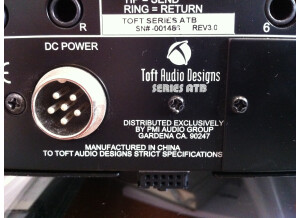 TIP = SEND
RING = RETURN
R
TOFT SERIES ATB
6
SN# -001486 REV3.0
DC POWER
Toft Audio Designs
SERIES ATB
DISTRIBUTED EXCLUSIVELY
BY PMI AUDIO GROUP
GARDENA CA. 90247
MANUFACTURED IN CHINA
TO TOFT AUDIO DESIGNS STRICT SPECIFICATIONS